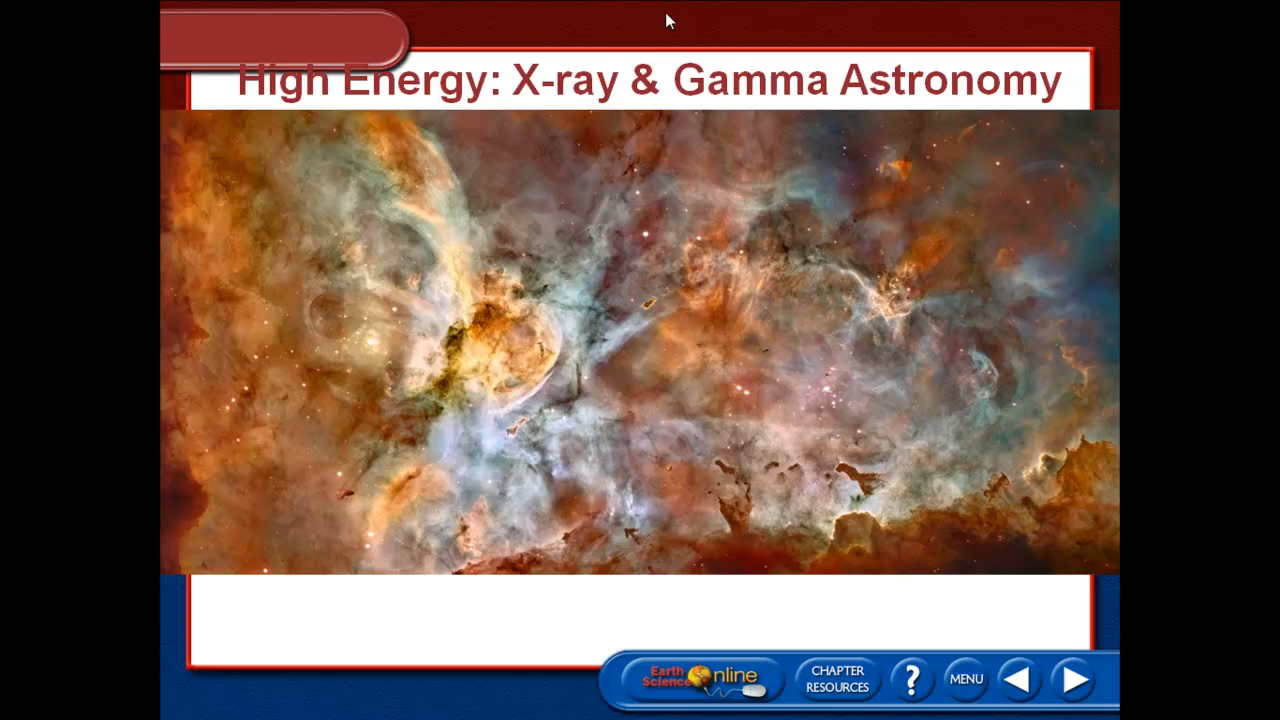 High Energy: X-ray & Gamma Astronomy
Earth
Science
nline
CHAPTER
RESOURCES
?
MENU